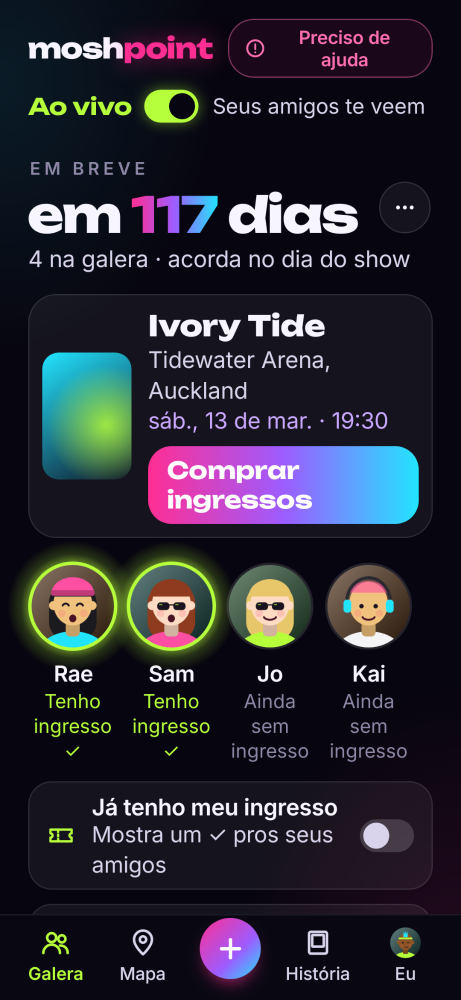 moshpoint
Preciso de
ajuda
Ao vivo
Seus amigos te veem
EM BREVE
em 117 dias
4 na galera · acorda no dia do show
Ivory Tide
Tidewater Arena,
Auckland
sáb., 13 de mar. · 19:30
Comprar
ingressos
Rae
Tenho
ingresso
✓
Sam
Tenho
ingresso
✓
Jo
Ainda
sem
ingresso
Kai
Ainda
sem
ingresso
Já tenho meu ingresso
Mostra um ✓ pros seus
amigos
Galera
Mapa
História
Eu